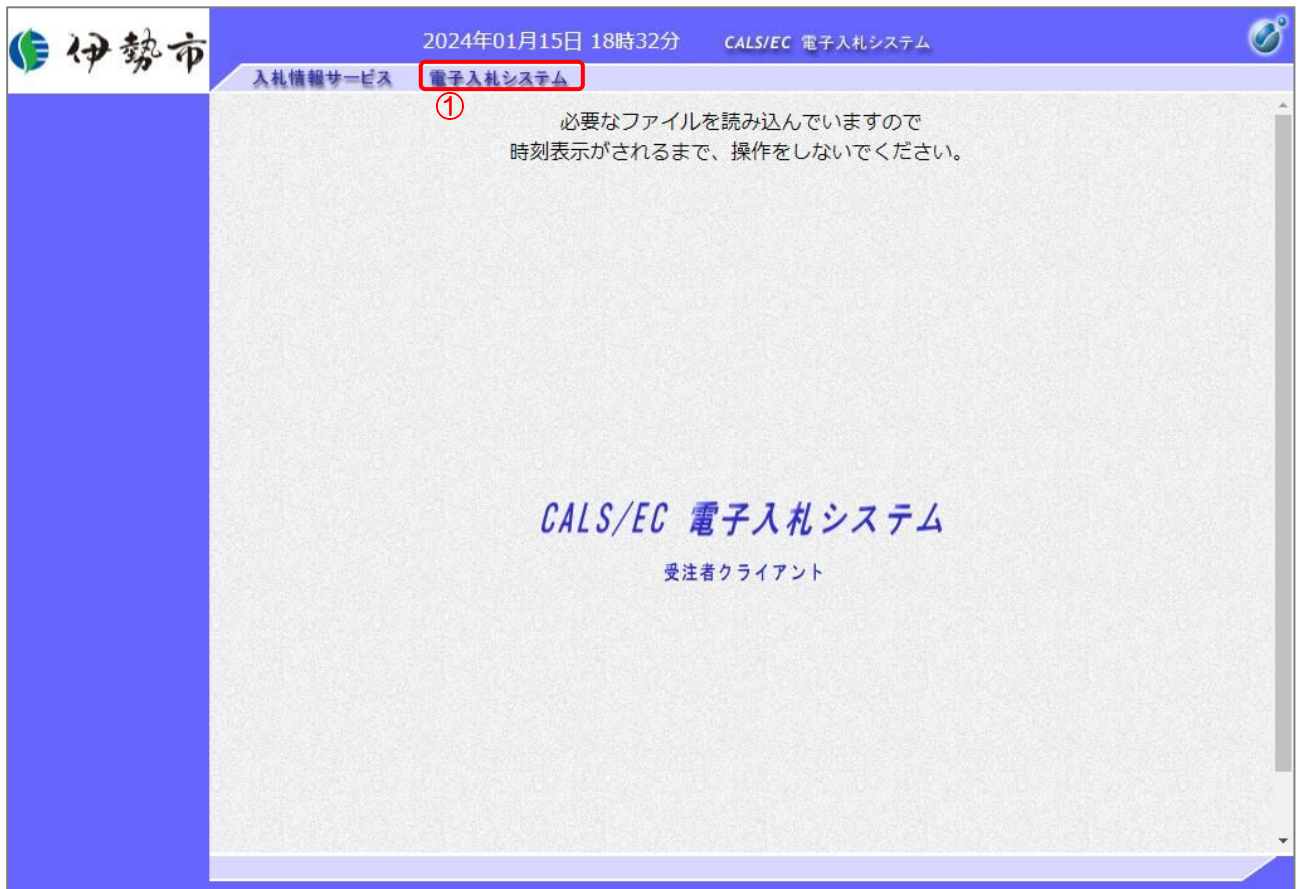 伊勢市
2024年01月15日 18時32分
CALS/EC 電子入札システム
入札情報サービス
電子入札システム
①
必要なファイルを読み込んでいますので
時刻表示がされるまで、操作をしないでください。
CALS/EC 電子入札システム
受注者クライアント